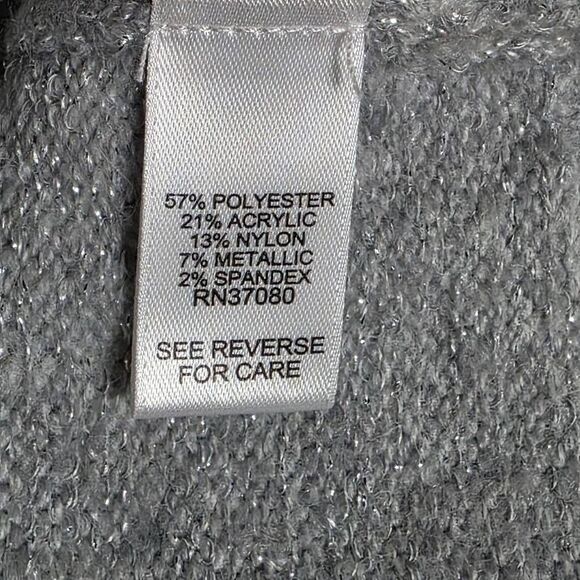 57% POLYESTER
21% ACRYLIC
13% NYLON
7% METALLIC
2% SPANDEX
RN37080
SEE REVERSE
FOR CARE